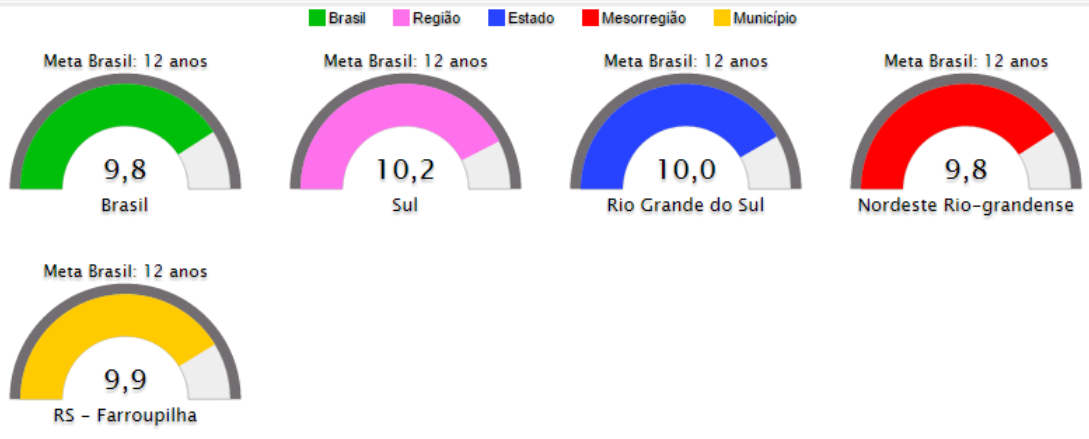 Brasil Região Estado Mesorregião Município
Meta Brasil: 12 anos Meta Brasil: 12 anos Meta Brasil: 12 anos Meta Brasil: 12 anos
9,8 10,2 10,0 9,8
Brasil Sul Rio Grande do Sul Nordeste Rio-grandense
Meta Brasil: 12 anos
9,9
RS - Farroupilha